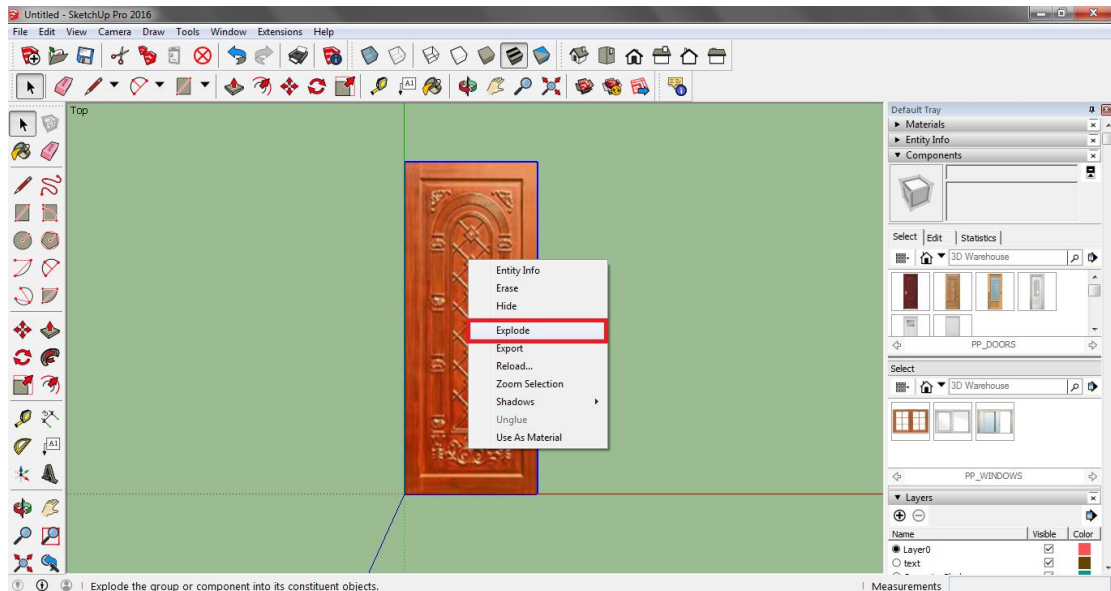 Untitled - SketchUp Pro 2016
File Edit View Camera Draw Tools Window Extensions Help
A1
Top
A1
Entity Info
Erase
Hide
Explode
Export
Reload...
Zoom Selection
Shadows
Unglue
Use As Material
Default Tray
Materials
Entity Info
Components
Select Edit Statistics
3D Warehouse
PP_DOORS
Select
3D Warehouse
PP_WINDOWS
Layers
Name Visible Color
Layer0
text
Explode the group or component into its constituent objects.
Measurements